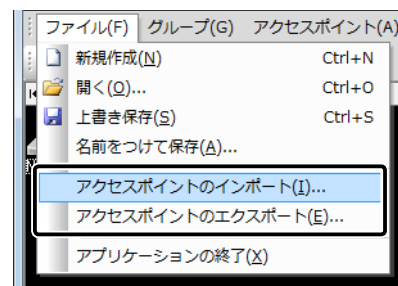 ファイル(F) グループ(G) アクセスポイント(A)
新規作成(N) Ctrl+N
開く(O)... Ctrl+O
上書き保存(S) Ctrl+S
名前をつけて保存(A)...
アクセスポイントのインポート(I)...
アクセスポイントのエクスポート(E)...
アプリケーションの終了(X)